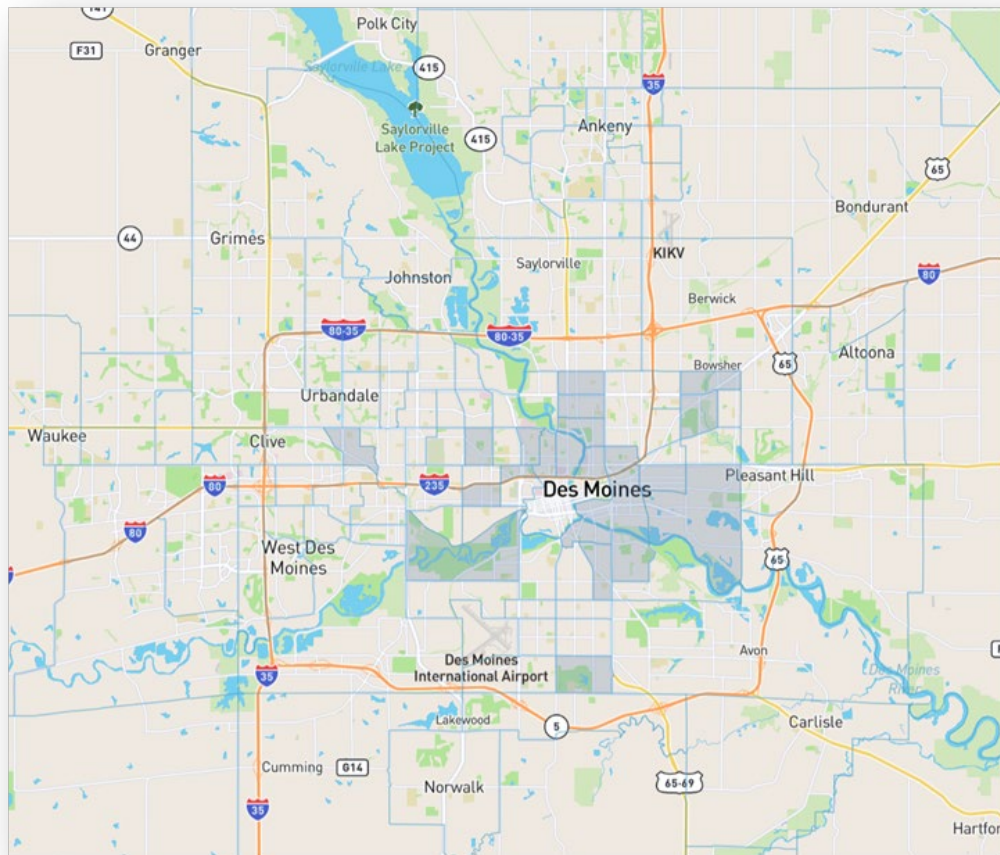 141
Polk City
F31
Granger
Saylorville Lake
415
35
Saylorville
Lake Project
415
Ankeny
65
Bondurant
44
Grimes
KIKV
Saylorville
Johnston
80
Berwick
80-35
80-35
Bowsher
65
Altoona
Urbandale
Waukee
Clive
80
235
Des Moines
Pleasant Hill
80
West Des
Moines
65
Des Moines
International Airport
Avon
35
Des Moines
River
Lakewood
5
Carlisle
Cumming
G14
Norwalk
65-69
35